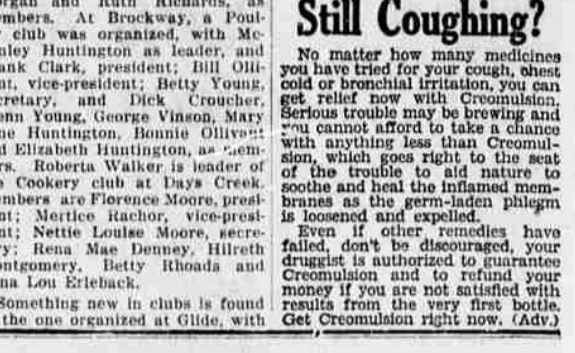 organ and Ruth Richards, as
mbers. At Brockway, a Poul-
club was organized, with Mc-
nley Huntington as leader, and
ank Clark, president; Bill Olli-
nt, vice-president; Betty Young,
cretary, and Dick Croucher,
enn Young, George Vinson, Mary
ne Huntington, Bonnie Ollivant
d Elizabeth Huntington, as mem-
rs. Roberta Walker is leader of
e Cookery club at Days Creek.
mbers are Florence Moore, presi-
nt; Mertice Rachor, vice-presi-
nt; Nettie Louise Moore, secre-
ry; Rena Mae Denney, Hilreth
ontgomery, Betty Rhoads and
na Lou Erleback.
Something new in clubs is found
the one organized at Glide, with
Still Coughing?
No matter how many medicines
you have tried for your cough, chest
cold or bronchial irritation, you can
get relief now with Creomulsion.
Serious trouble may be brewing and
you cannot afford to take a chance
with anything less than Creomul-
sion, which goes right to the seat
of the trouble to aid nature to
soothe and heal the inflamed mem-
branes as the germ-laden phlegm
is loosened and expelled.
Even if other remedies have
failed, don't be discouraged, your
druggist is authorized to guarantee
Creomulsion and to refund your
money if you are not satisfied with
results from the very first bottle.
Get Creomulsion right now. (Adv.)